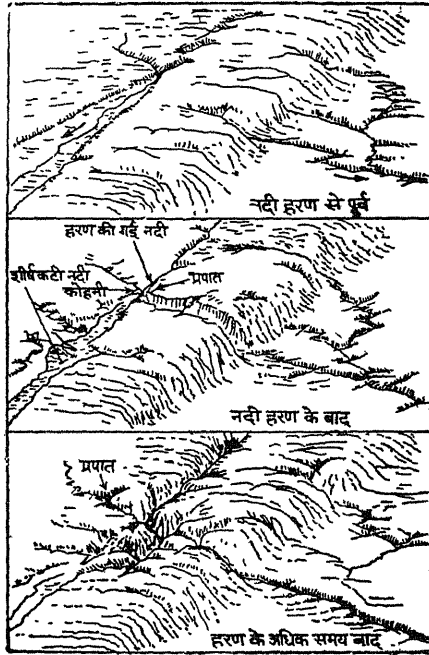 नदी हरण से पूर्व
हरण की गई नदी
प्रपात
शीर्षकटी नदी
कोहनी
नदी हरण के बाद
प्रपात
हरण के अधिक समय बाद